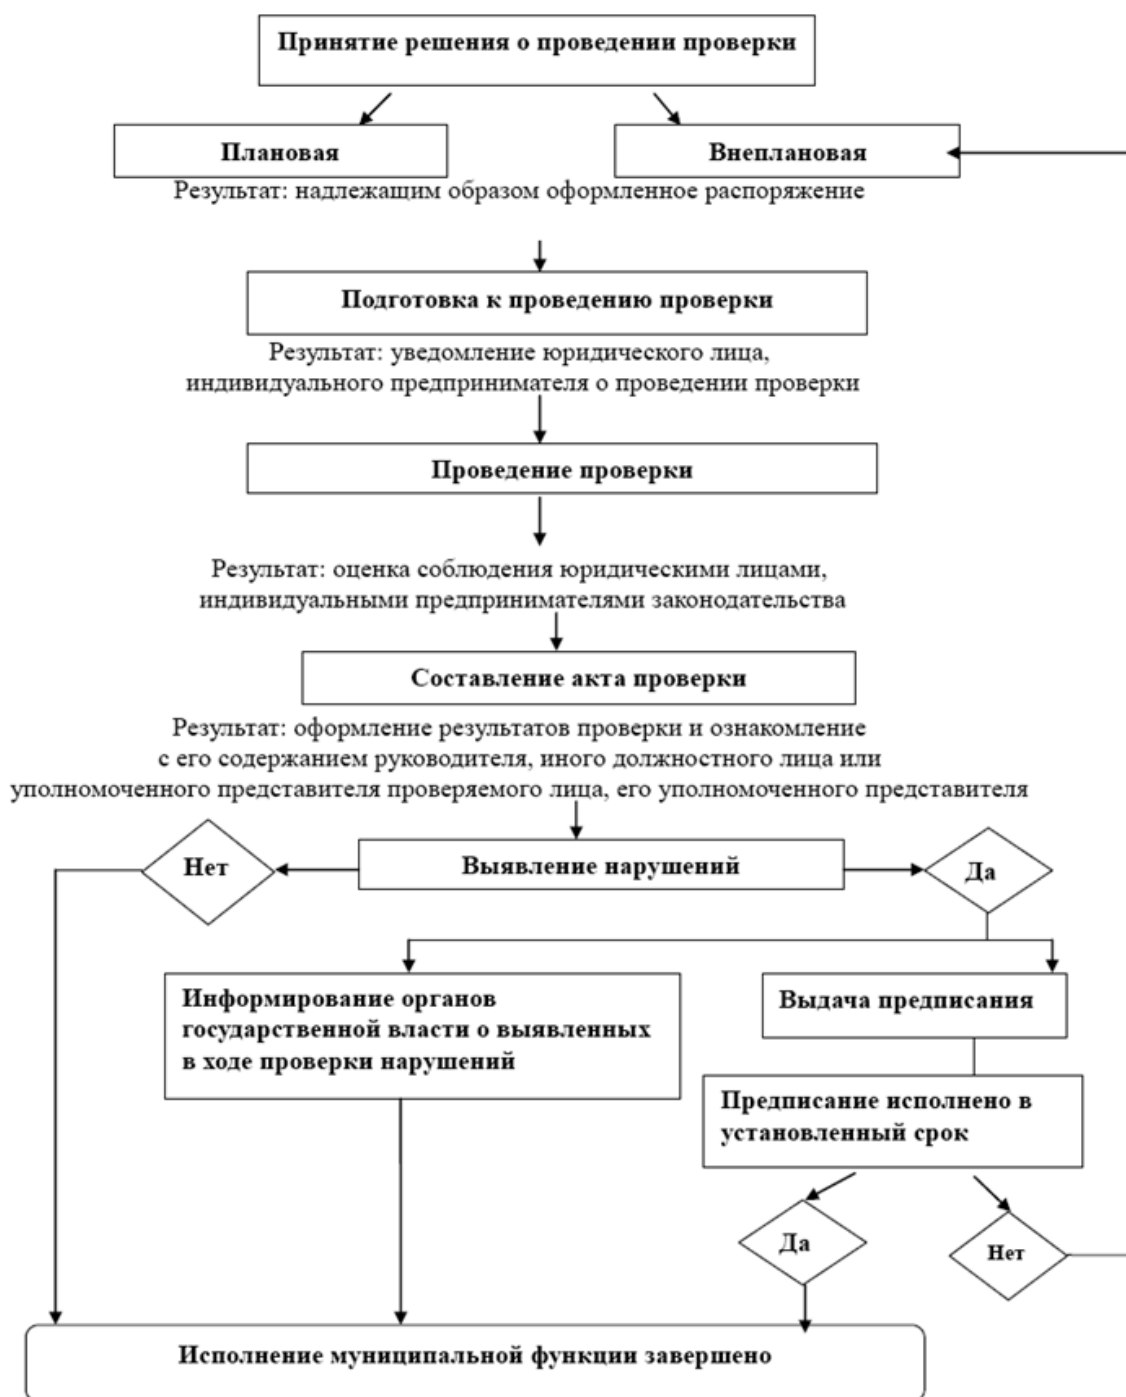 Принятие решения о проведении проверки
Плановая
Внеплановая
Результат: надлежащим образом оформленное распоряжение
Подготовка к проведению проверки
Результат: уведомление юридического лица,
индивидуального предпринимателя о проведении проверки
Проведение проверки
Результат: оценка соблюдения юридическими лицами,
индивидуальными предпринимателями законодательства
Составление акта проверки
Результат: оформление результатов проверки и ознакомление
с его содержанием руководителя, иного должностного лица или
уполномоченного представителя проверяемого лица, его уполномоченного представителя
Нет
Выявление нарушений
Да
Информирование органов
государственной власти о выявленных
в ходе проверки нарушений
Выдача предписания
Предписание исполнено в
установленный срок
Да
Нет
Исполнение муниципальной функции завершено